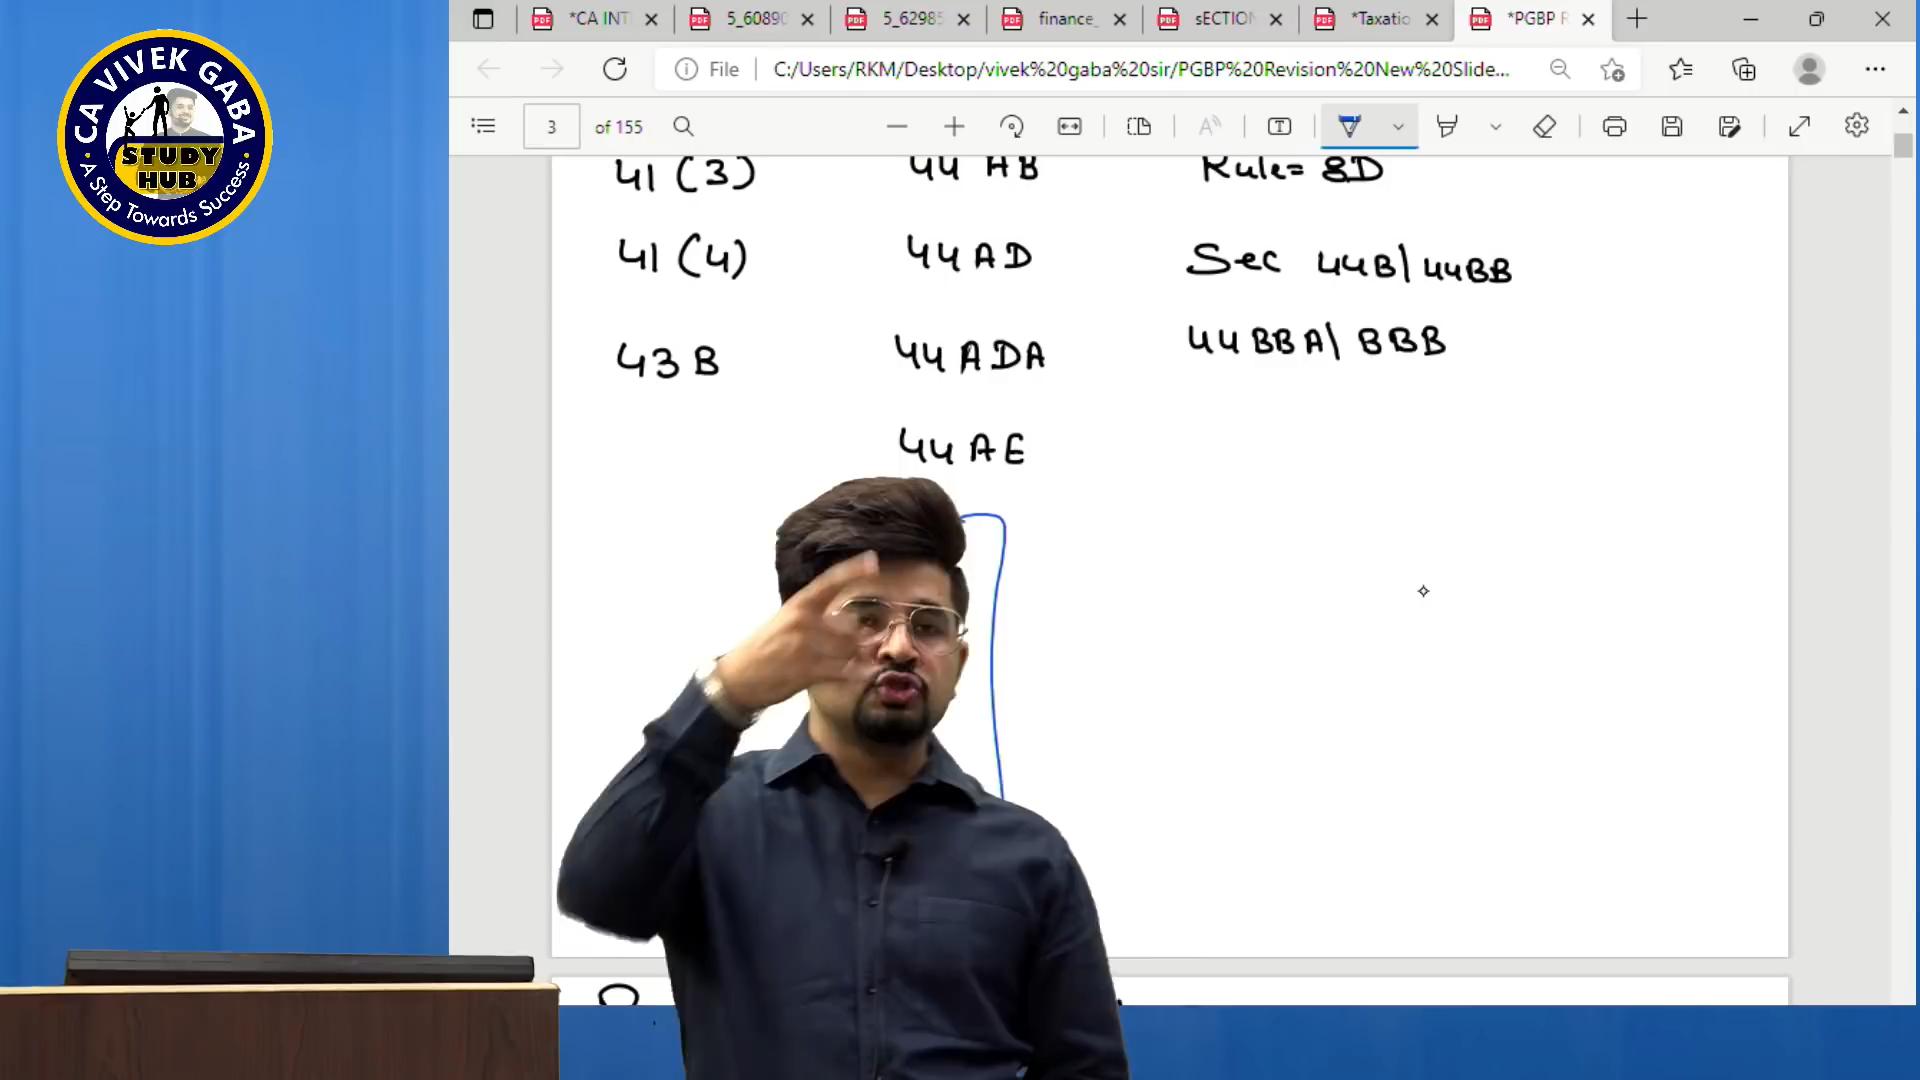 CA VIVEK GABA
STUDY
HUB
A Step Towards Success
*CA INT
5_6089
5_6298
finance_
sECTION
*Taxatio
*PGBP R
File
C:/Users/RKM/Desktop/vivek%20gaba%20sir/PGBP%20Revision%20New%20Slide...
3 of 155
41 (3) 44 AB Rule= 8D
41 (4) 44 AD Sec 44B\44BB
43 B 44 ADA 44 BBA\ BBB
44 AE